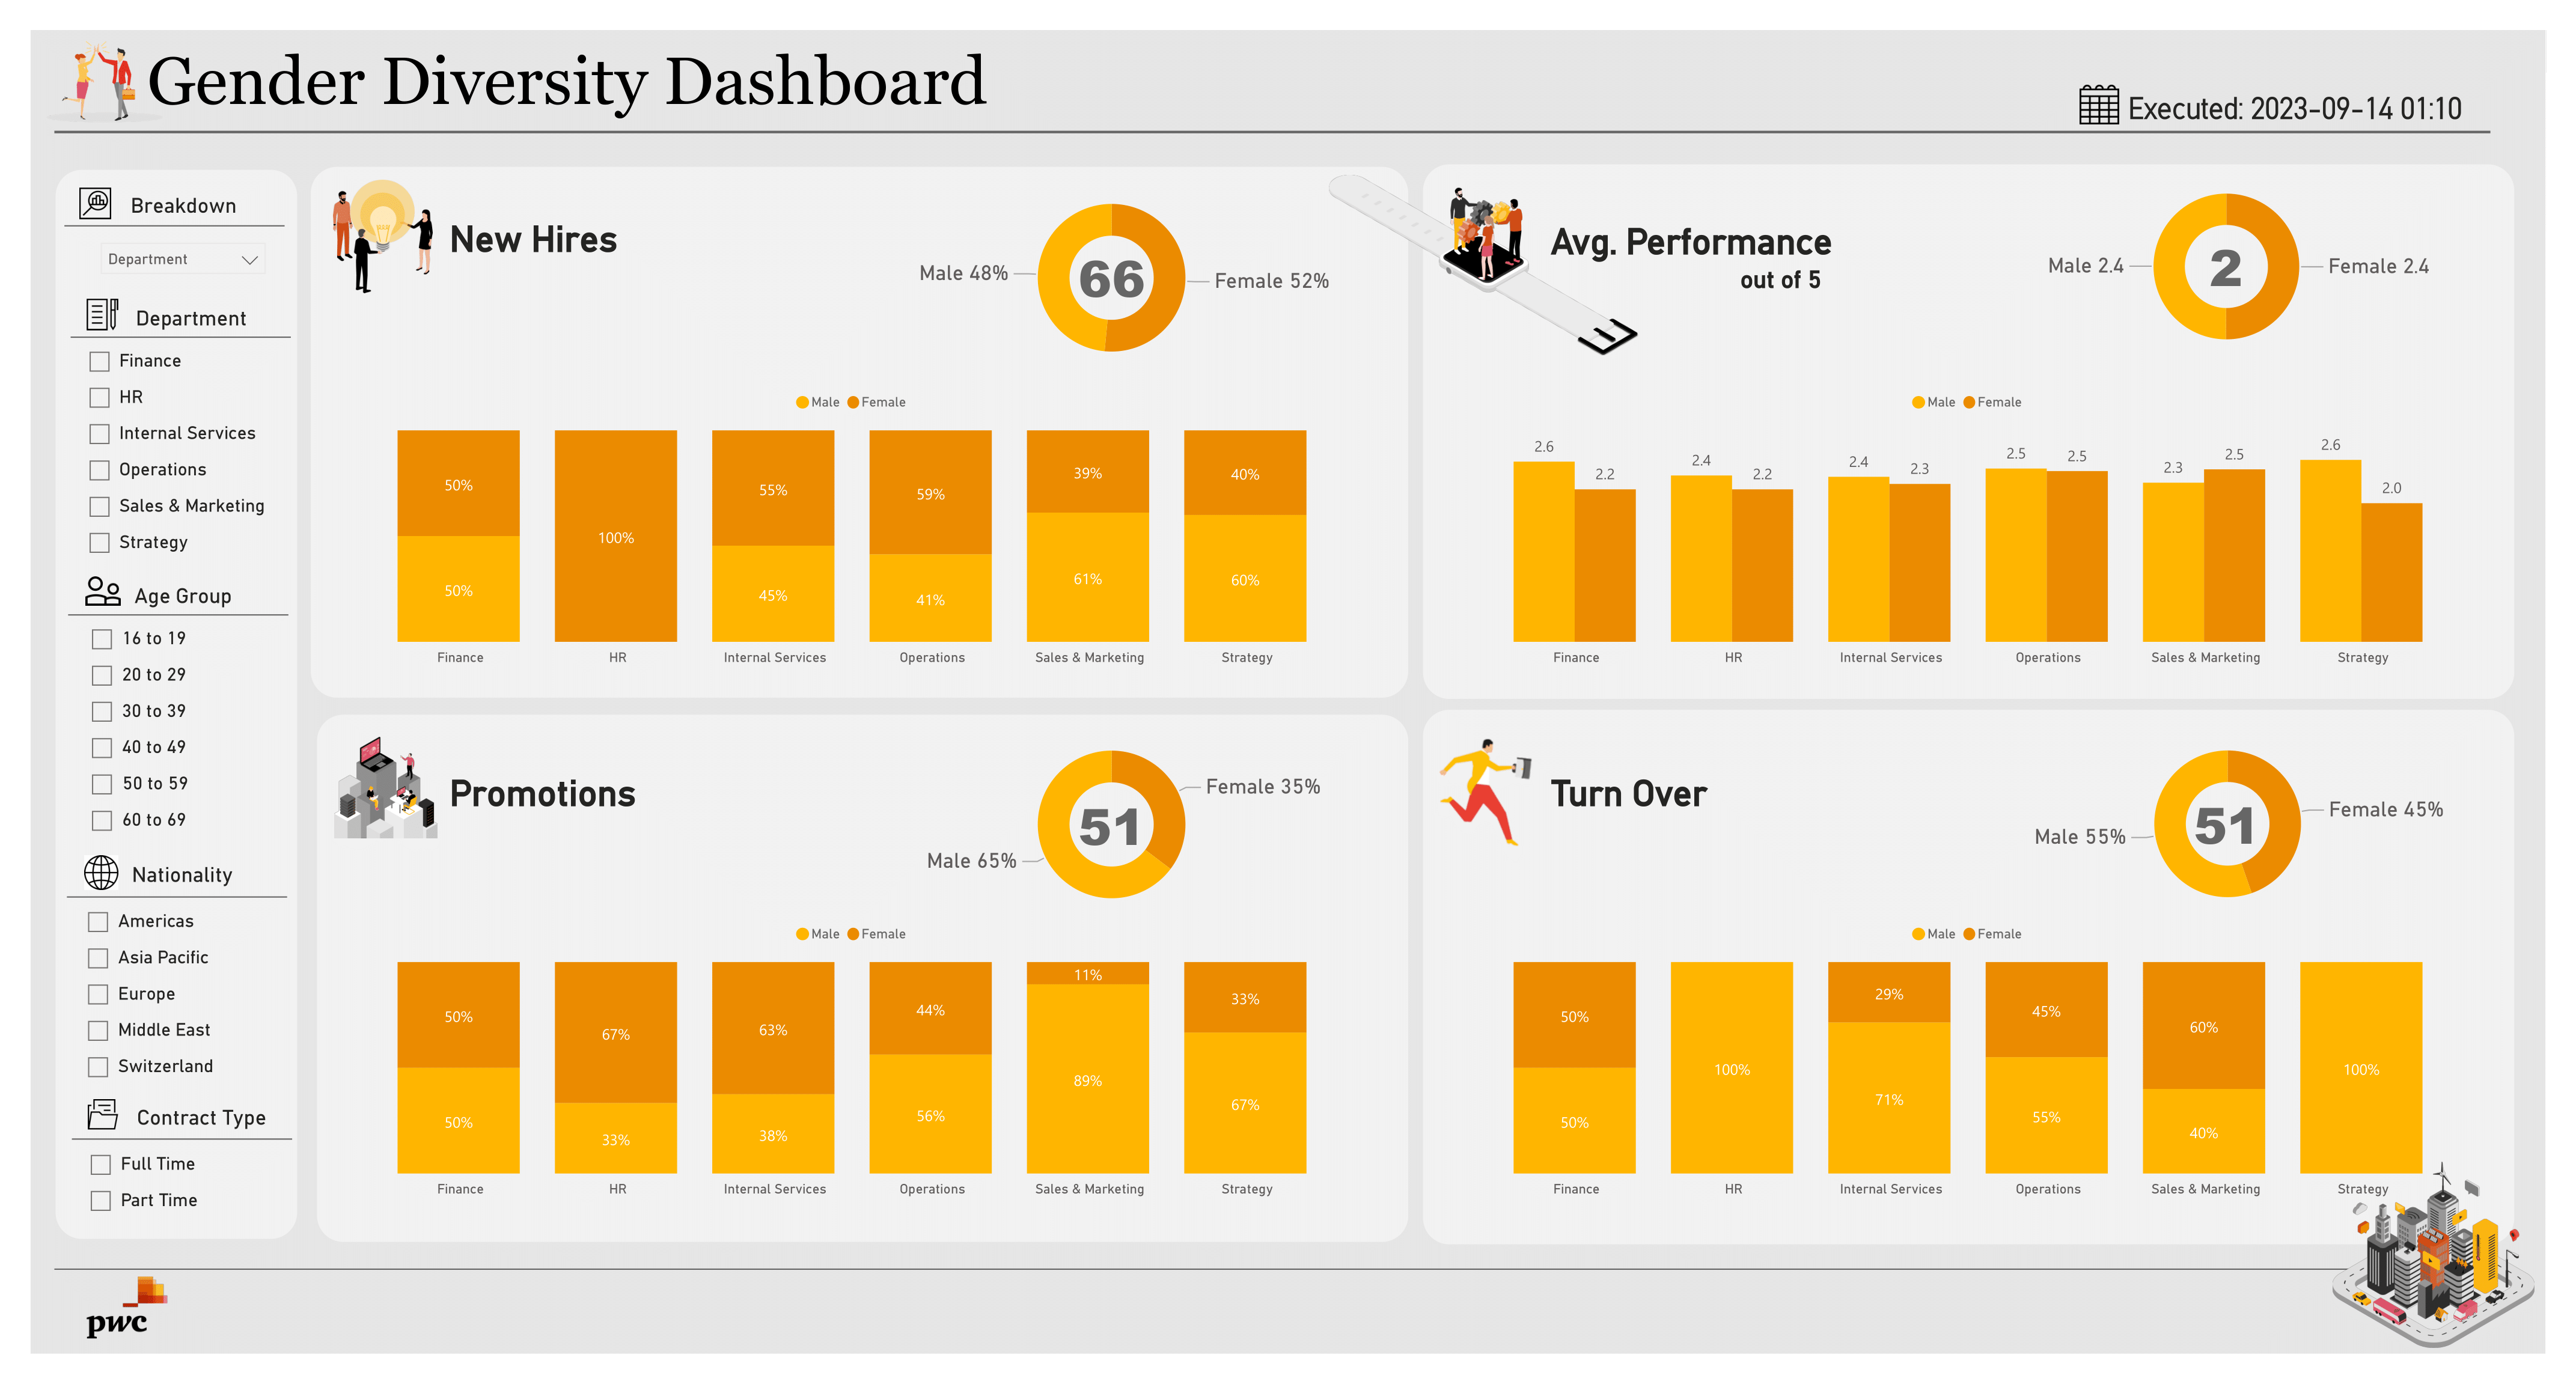 Gender Diversity Dashboard
Executed: 2023-09-14 01:10
Breakdown
Department
Department
Finance
HR
Internal Services
Operations
Sales & Marketing
Strategy
Age Group
16 to 19
20 to 29
30 to 39
40 to 49
50 to 59
60 to 69
Nationality
Americas
Asia Pacific
Europe
Middle East
Switzerland
Contract Type
Full Time
Part Time
New Hires
Male 48%
66
Female 52%
Male Female
50% 100% 55% 59% 39% 40%
50% 45% 41% 61% 60%
Finance HR Internal Services Operations Sales & Marketing Strategy
Avg. Performance
out of 5
Male 2.4
2
Female 2.4
Male Female
2.6 2.2 2.4 2.2 2.4 2.3 2.5 2.5 2.3 2.5 2.6 2.0
Finance HR Internal Services Operations Sales & Marketing Strategy
Promotions
Female 35%
51
Male 65%
Male Female
50% 67% 63% 44% 11% 33%
50% 33% 38% 56% 89% 67%
Finance HR Internal Services Operations Sales & Marketing Strategy
Turn Over
Female 45%
51
Male 55%
Male Female
50% 100% 29% 45% 60% 100%
50% 71% 55% 40%
Finance HR Internal Services Operations Sales & Marketing Strategy
pwc